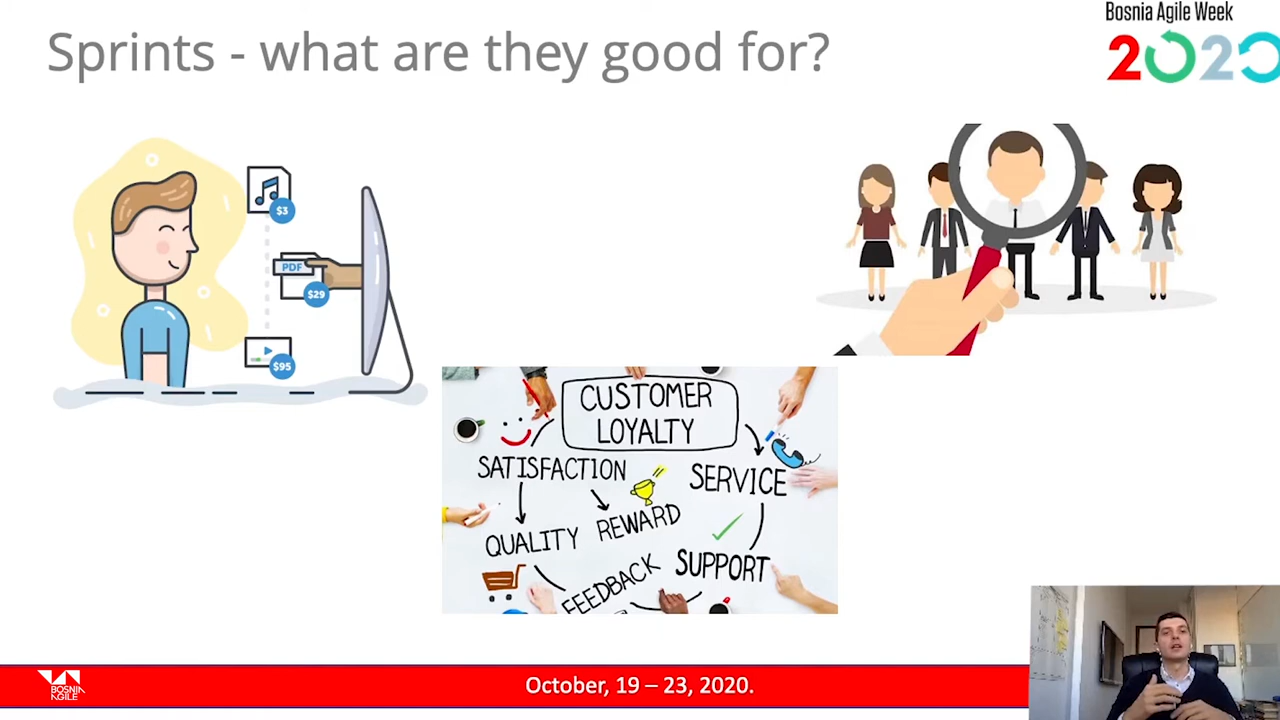 Bosnia Agile Week
2020
Sprints - what are they good for?
$3
PDF
$29
$95
CUSTOMER
LOYALTY
SATISFACTION
SERVICE
QUALITY
REWARD
FEEDBACK
SUPPORT
BOSNIA
AGILE
October, 19 – 23, 2020.